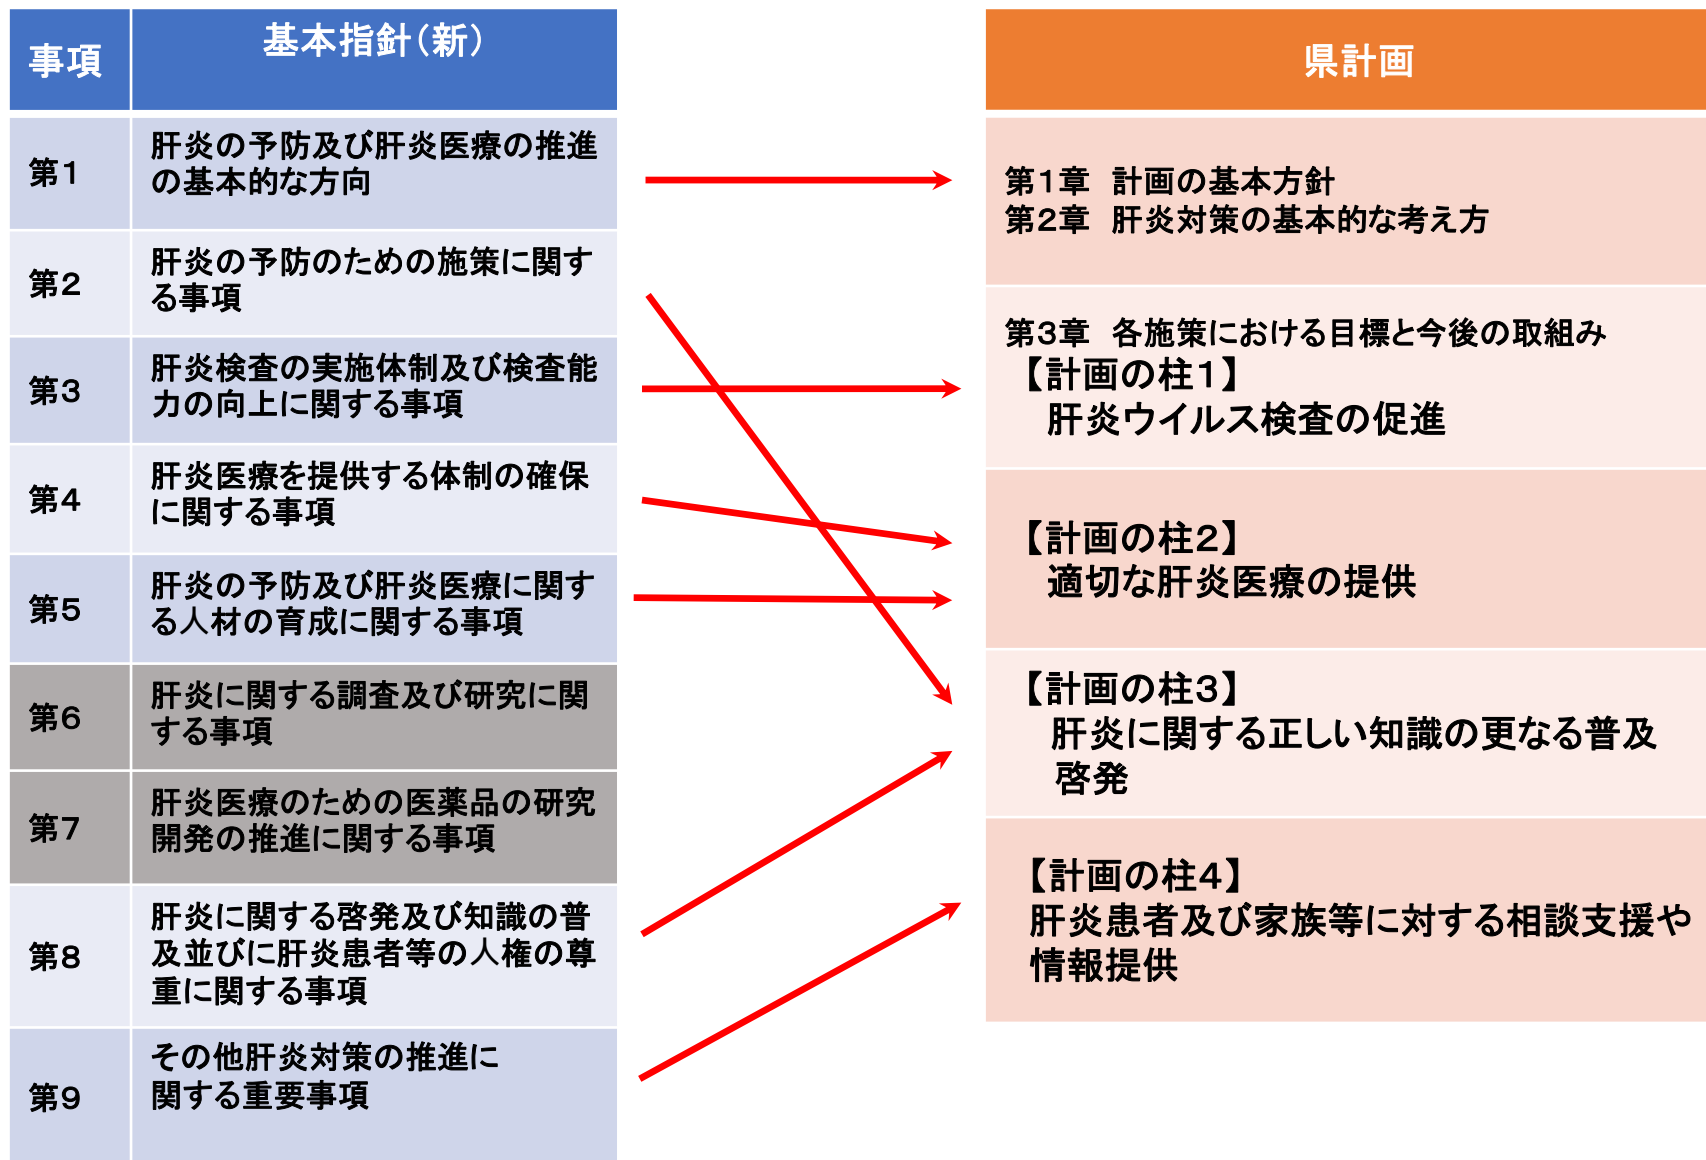 事項
基本指針（新）
第１
肝炎の予防及び肝炎医療の推進
の基本的な方向
第２
肝炎の予防のための施策に関す
る事項
第３
肝炎検査の実施体制及び検査能
力の向上に関する事項
第４
肝炎医療を提供する体制の確保
に関する事項
第５
肝炎の予防及び肝炎医療に関す
る人材の育成に関する事項
第６
肝炎に関する調査及び研究に関
する事項
第７
肝炎医療のための医薬品の研究
開発の推進に関する事項
第８
肝炎に関する啓発及び知識の普
及並びに肝炎患者等の人権の尊
重に関する事項
第９
その他肝炎対策の推進に
関する重要事項
県計画
第１章　計画の基本方針
第２章　肝炎対策の基本的な考え方
第３章　各施策における目標と今後の取組み
【計画の柱１】
肝炎ウイルス検査の促進
【計画の柱２】
適切な肝炎医療の提供
【計画の柱３】
肝炎に関する正しい知識の更なる普及
啓発
【計画の柱４】
肝炎患者及び家族等に対する相談支援や
情報提供